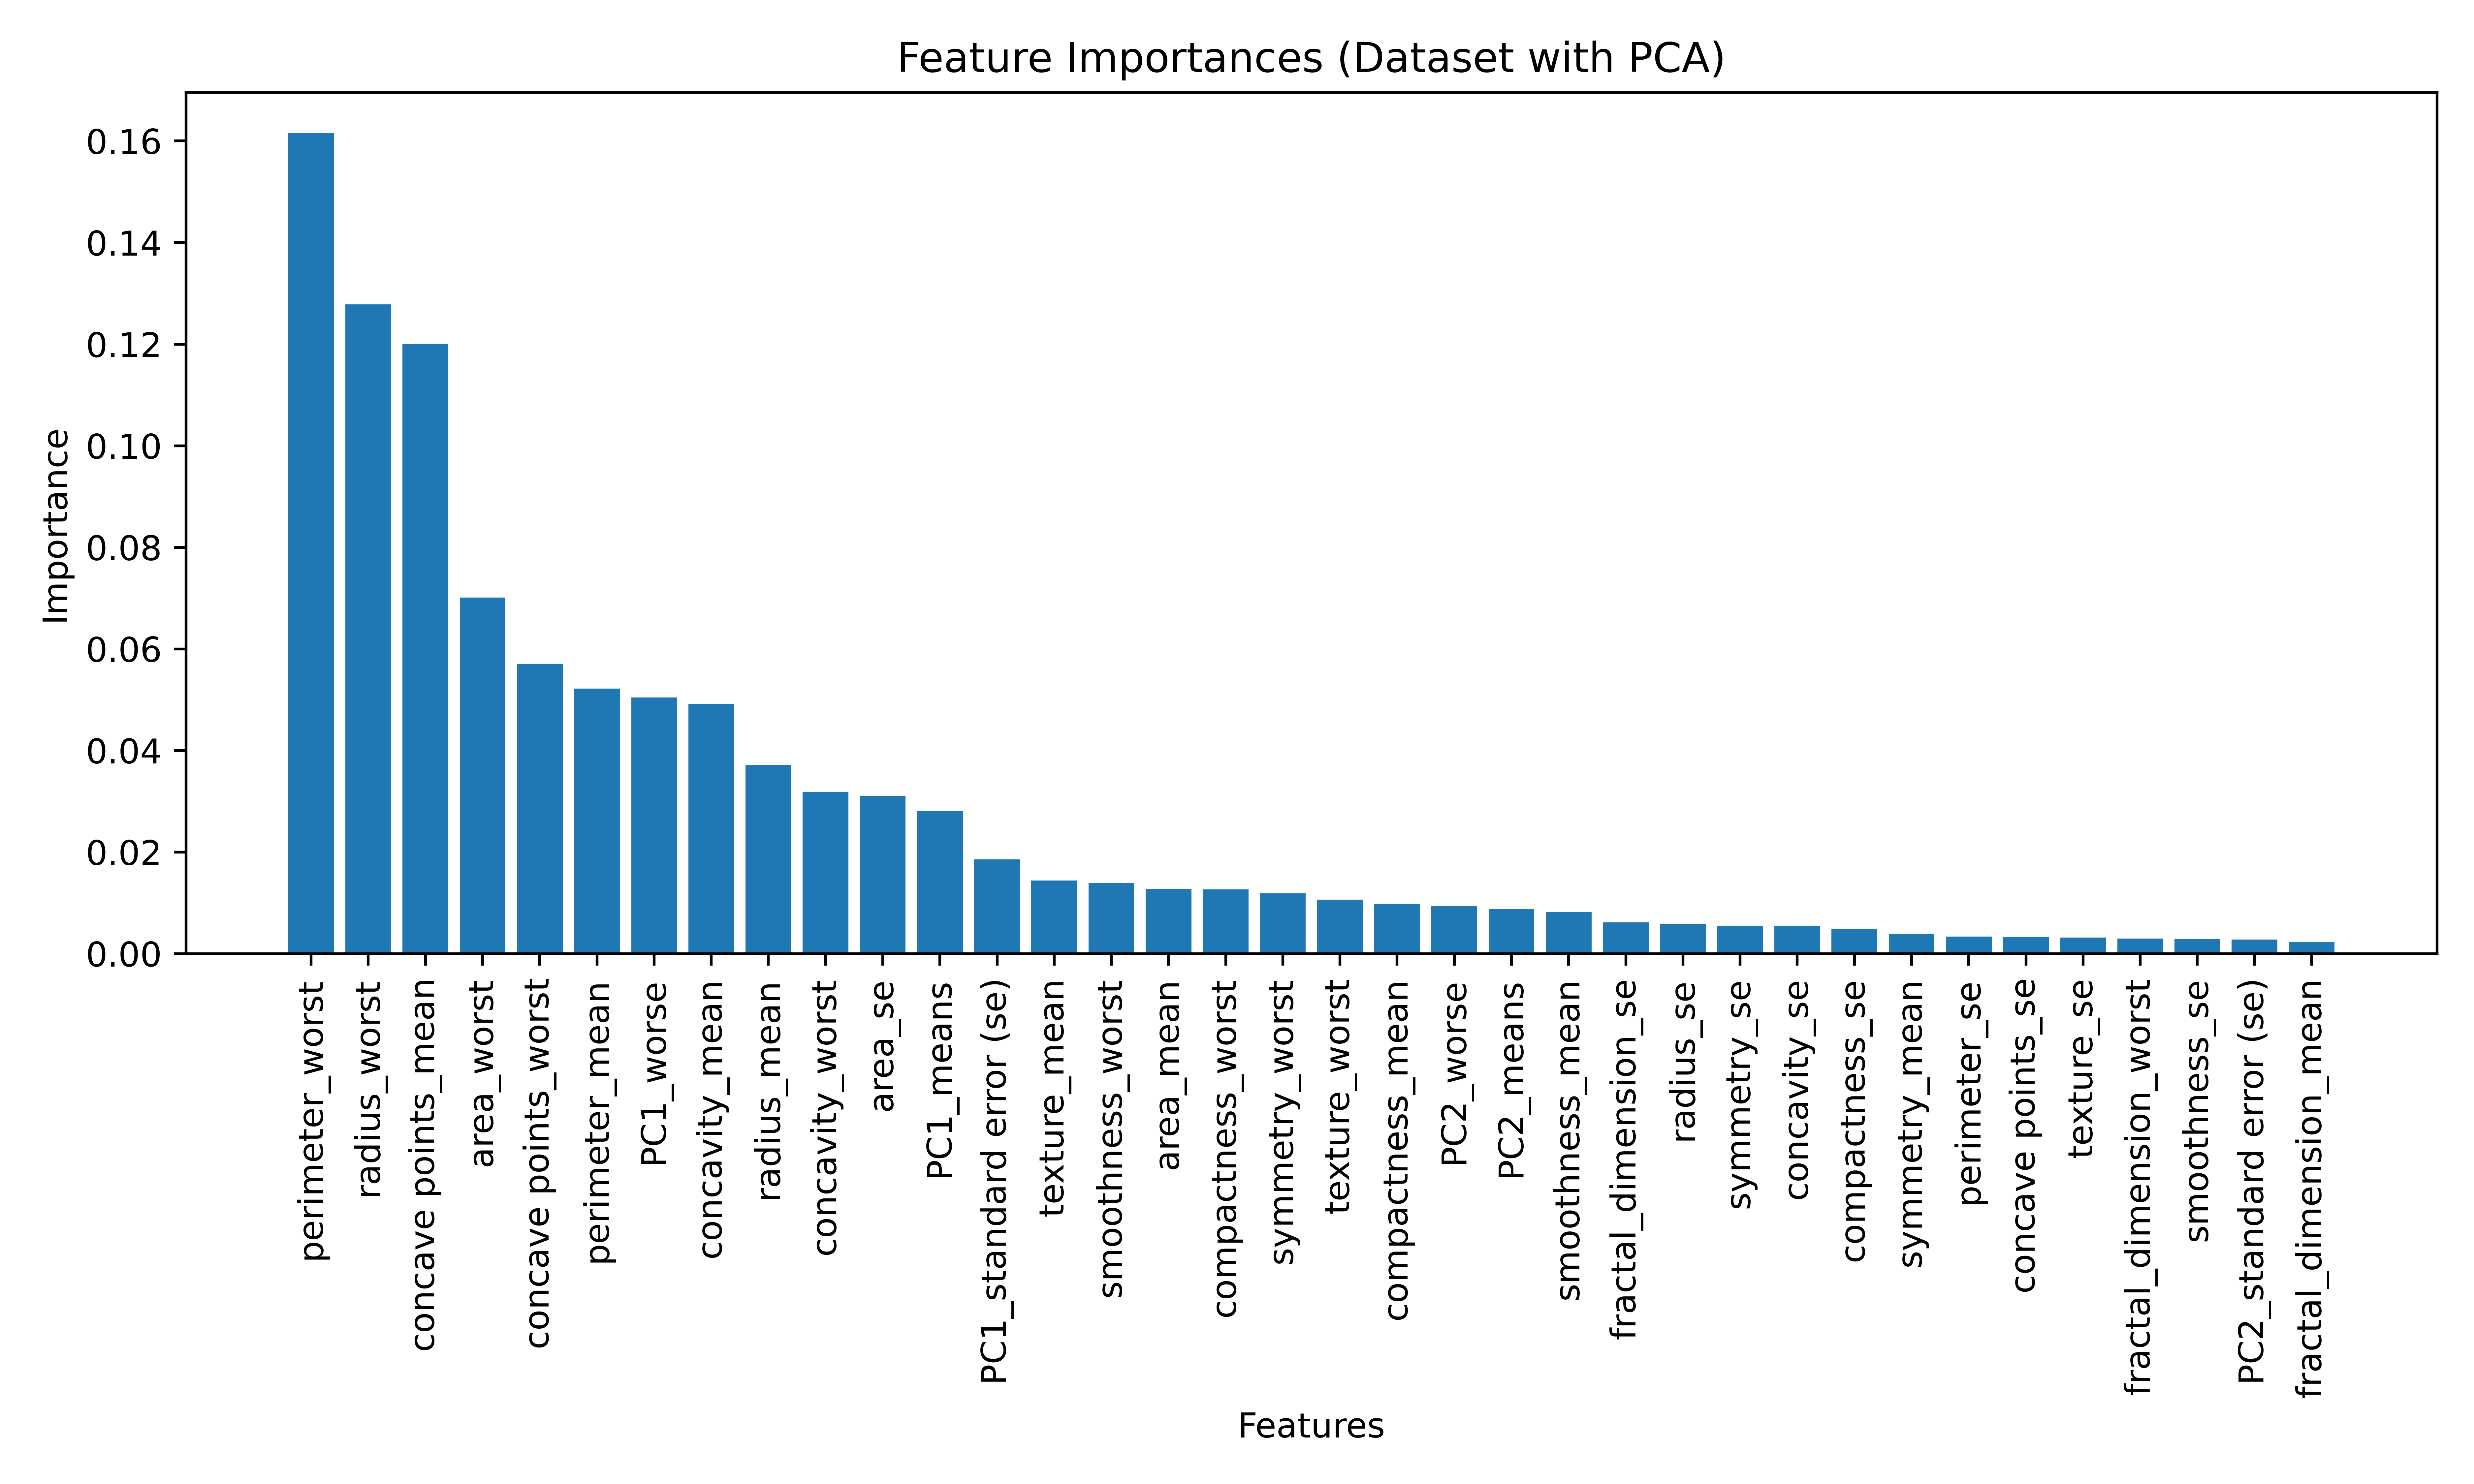 Feature Importances (Dataset with PCA)
Importance
0.16
0.14
0.12
0.10
0.08
0.06
0.04
0.02
0.00
perimeter_worst
radius_worst
concave points_mean
area_worst
concave points_worst
perimeter_mean
PC1_worse
concavity_mean
radius_mean
concavity_worst
area_se
PC1_means
PC1_standard error (se)
texture_mean
smoothness_worst
area_mean
compactness_worst
symmetry_worst
texture_worst
compactness_mean
PC2_worse
PC2_means
smoothness_mean
fractal_dimension_se
radius_se
symmetry_se
concavity_se
compactness_se
symmetry_mean
perimeter_se
concave points_se
texture_se
fractal_dimension_worst
smoothness_se
PC2_standard error (se)
fractal_dimension_mean
Features